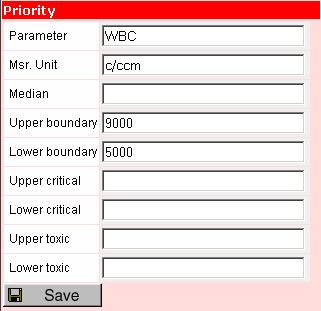 Priority
Parameter WBC
Msr. Unit c/ccm
Median
Upper boundary 9000
Lower boundary 5000
Upper critical
Lower critical
Upper toxic
Lower toxic
Save